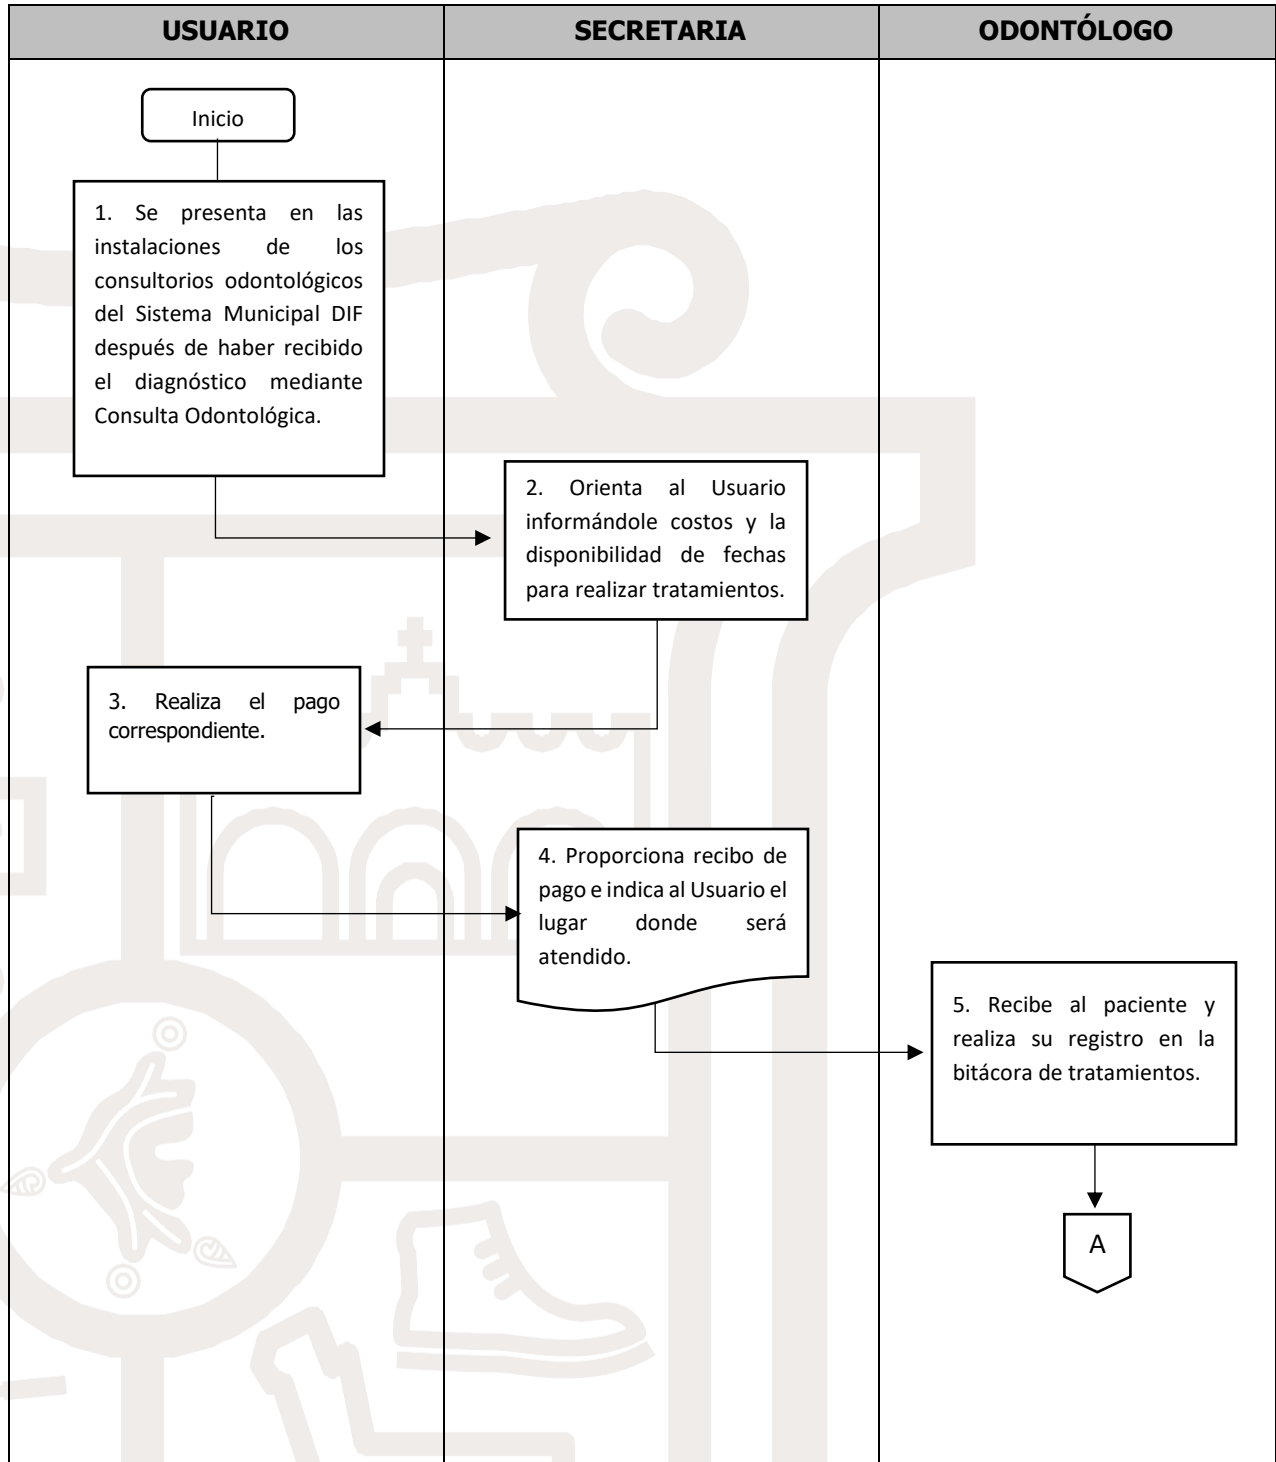 USUARIO
SECRETARIA
ODONTÓLOGO
Inicio
1. Se presenta en las
instalaciones de los
consultorios odontológicos
del Sistema Municipal DIF
después de haber recibido
el diagnóstico mediante
Consulta Odontológica.
2. Orienta al Usuario
informándole costos y la
disponibilidad de fechas
para realizar tratamientos.
3. Realiza el pago
correspondiente.
4. Proporciona recibo de
pago e indica al Usuario el
lugar donde será
atendido.
5. Recibe al paciente y
realiza su registro en la
bitácora de tratamientos.
A